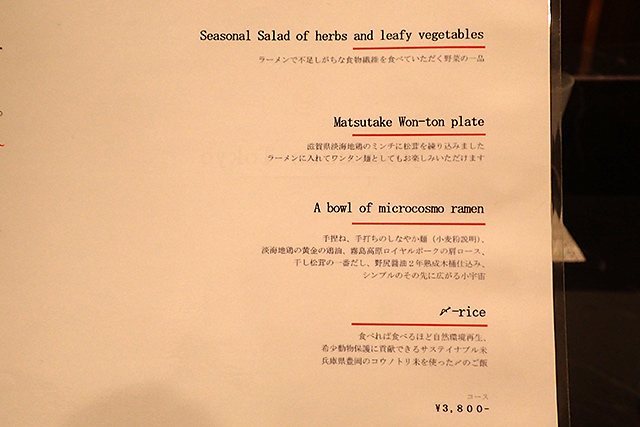 Seasonal Salad of herbs and leafy vegetables
ラーメンで不足しがちな食物繊維を食べていただく野菜の一品
Matsutake Won-ton plate
滋賀県淡海地鶏のミンチに松茸を練り込みました
ラーメンに入れてワンタン麺としてもお楽しみいただけます
A bowl of microcosmo ramen
手捏ね、手打ちのしなやか麺（小麦粉説明）、
淡海地鶏の黄金の鶏油、霧島高原ロイヤルポークの肩ロース、
干し松茸の一番だし、野尻醤油２年熟成木桶仕込み、
シンプルのその先に広がる小宇宙
〆-rice
食べれば食べるほど自然環境再生、
希少動物保護に貢献できるサステイナブル米
兵庫県豊岡のコウノトリ米を使った〆のご飯
コース
¥3,800-